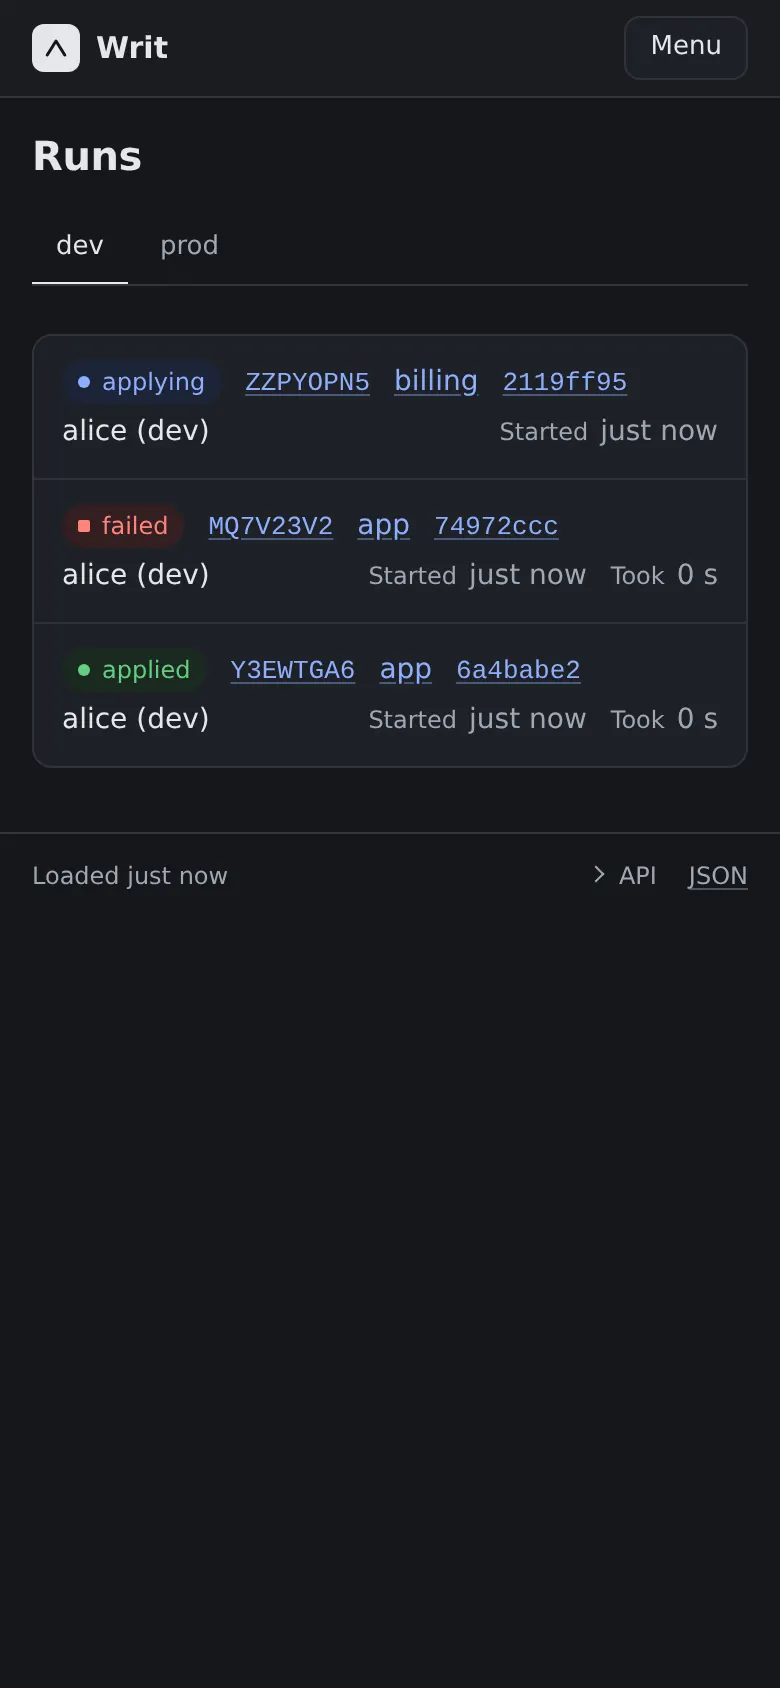 Writ Menu
Runs
dev prod
applying ZZPYOPN5 billing 2119ff95
alice (dev) Started just now
failed MQ7V23V2 app 74972ccc
alice (dev) Started just now Took 0 s
applied Y3EWTGA6 app 6a4babe2
alice (dev) Started just now Took 0 s
Loaded just now > API JSON